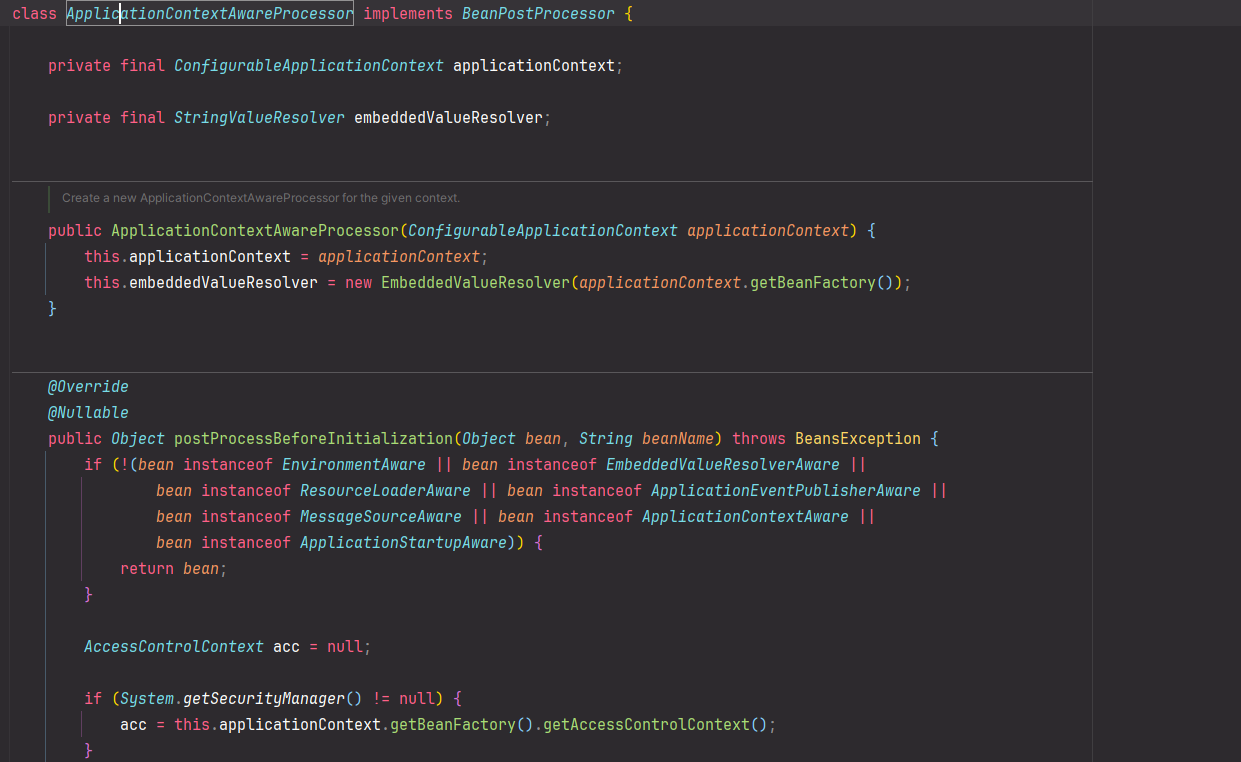 class ApplicationContextAwareProcessor implements BeanPostProcessor {
private final ConfigurableApplicationContext applicationContext;
private final StringValueResolver embeddedValueResolver;
Create a new ApplicationContextAwareProcessor for the given context.
public ApplicationContextAwareProcessor(ConfigurableApplicationContext applicationContext) {
this.applicationContext = applicationContext;
this.embeddedValueResolver = new EmbeddedValueResolver(applicationContext.getBeanFactory());
}
@Override
@Nullable
public Object postProcessBeforeInitialization(Object bean, String beanName) throws BeansException {
if (!(bean instanceof EnvironmentAware || bean instanceof EmbeddedValueResolverAware ||
bean instanceof ResourceLoaderAware || bean instanceof ApplicationEventPublisherAware ||
bean instanceof MessageSourceAware || bean instanceof ApplicationContextAware ||
bean instanceof ApplicationStartupAware)) {
return bean;
}
AccessControlContext acc = null;
if (System.getSecurityManager() != null) {
acc = this.applicationContext.getBeanFactory().getAccessControlContext();
}